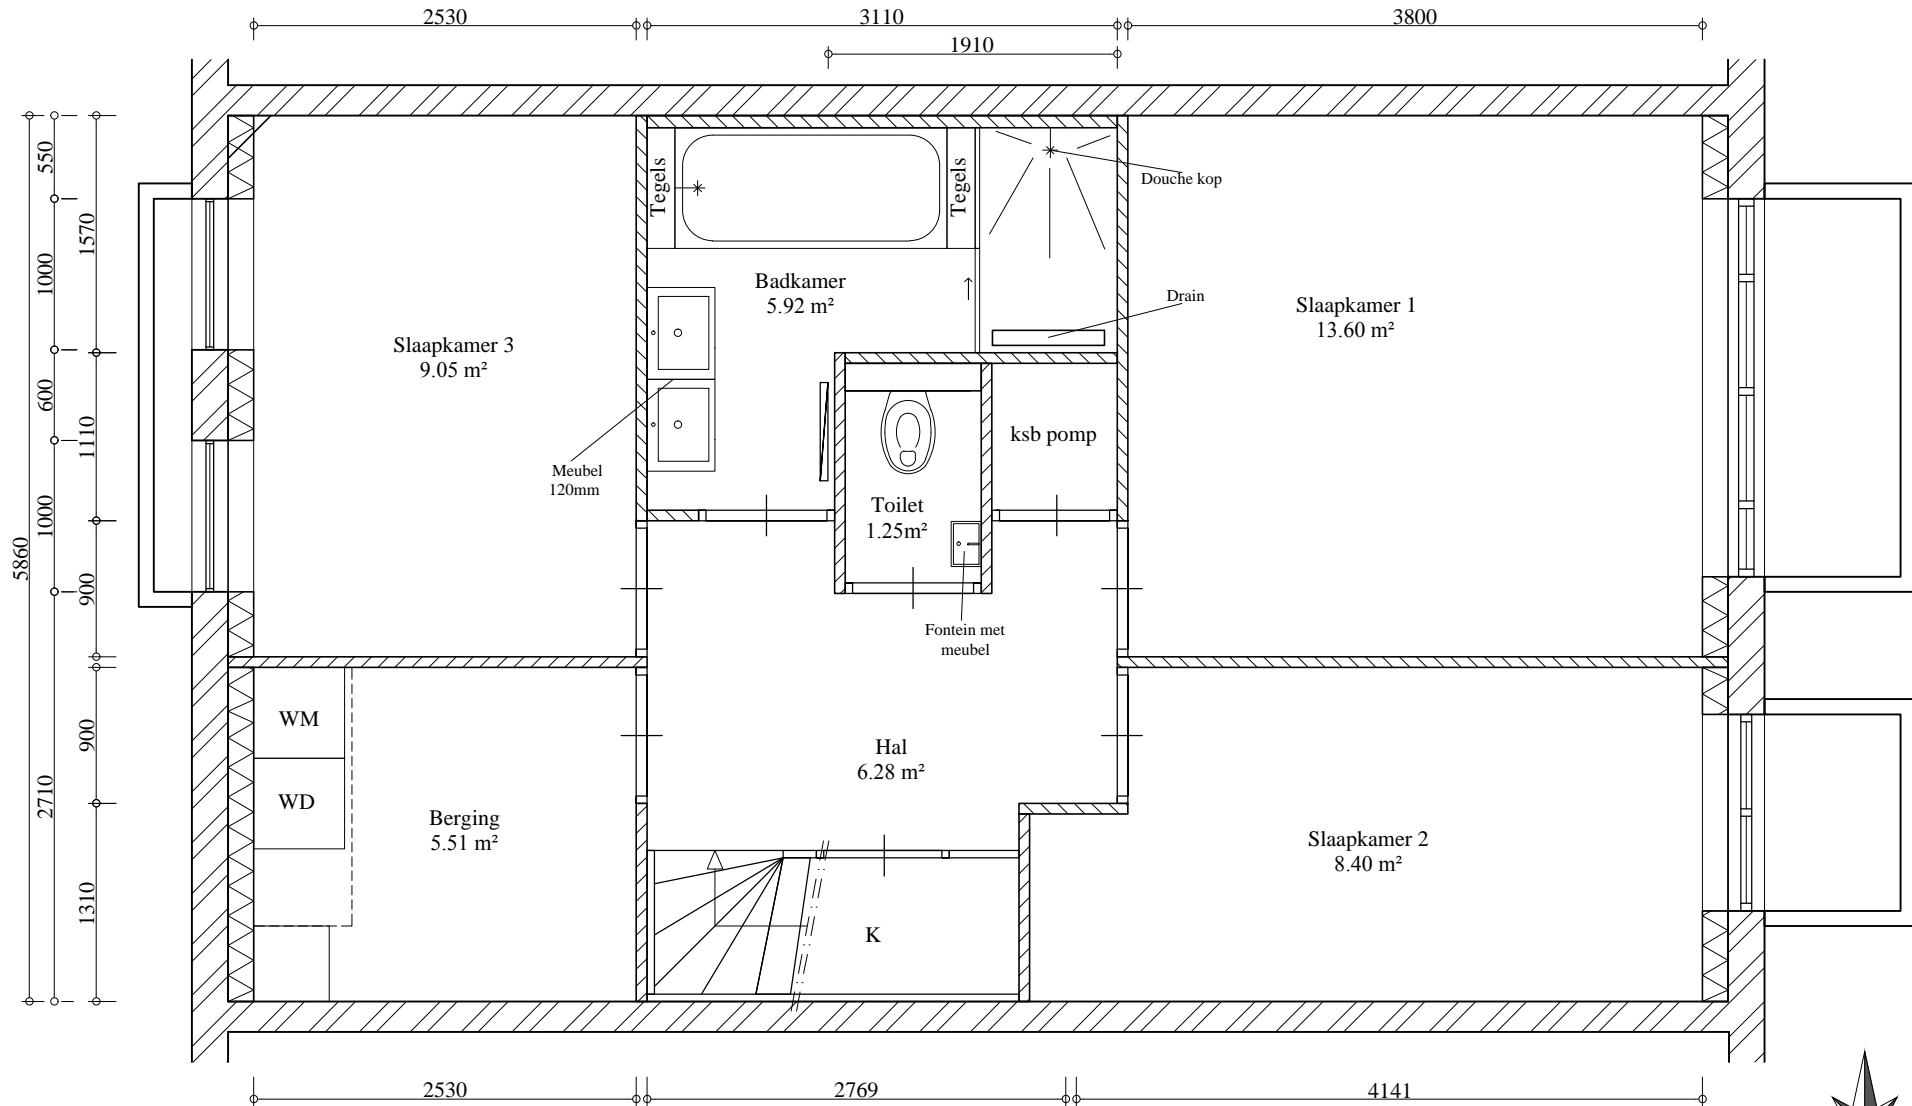 2530
3110
3800
1910
550
1570
1000
600
1110
1000
5860
900
900
2710
1310
Tegels
Tegels
Douche kop
Badkamer
5.92 m²
Drain
Slaapkamer 1
13.60 m²
Slaapkamer 3
9.05 m²
ksb pomp
Meubel
120mm
Toilet
1.25m²
Fontein met
meubel
WM
WD
Hal
6.28 m²
Berging
5.51 m²
Slaapkamer 2
8.40 m²
K
2530
2769
4141